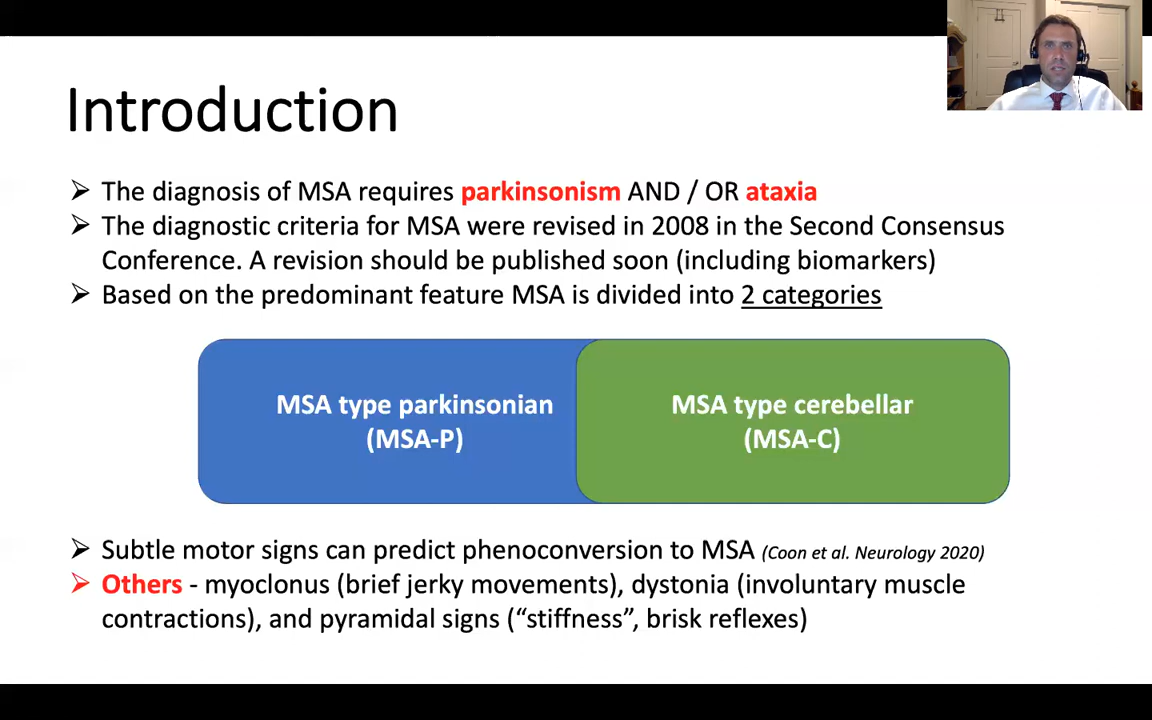 Introduction
➢ The diagnosis of MSA requires parkinsonism AND / OR ataxia
➢ The diagnostic criteria for MSA were revised in 2008 in the Second Consensus
Conference. A revision should be published soon (including biomarkers)
➢ Based on the predominant feature MSA is divided into 2 categories
MSA type parkinsonian
(MSA-P)
MSA type cerebellar
(MSA-C)
➢ Subtle motor signs can predict phenoconversion to MSA (Coon et al. Neurology 2020)
➢ Others - myoclonus (brief jerky movements), dystonia (involuntary muscle
contractions), and pyramidal signs (“stiffness”, brisk reflexes)